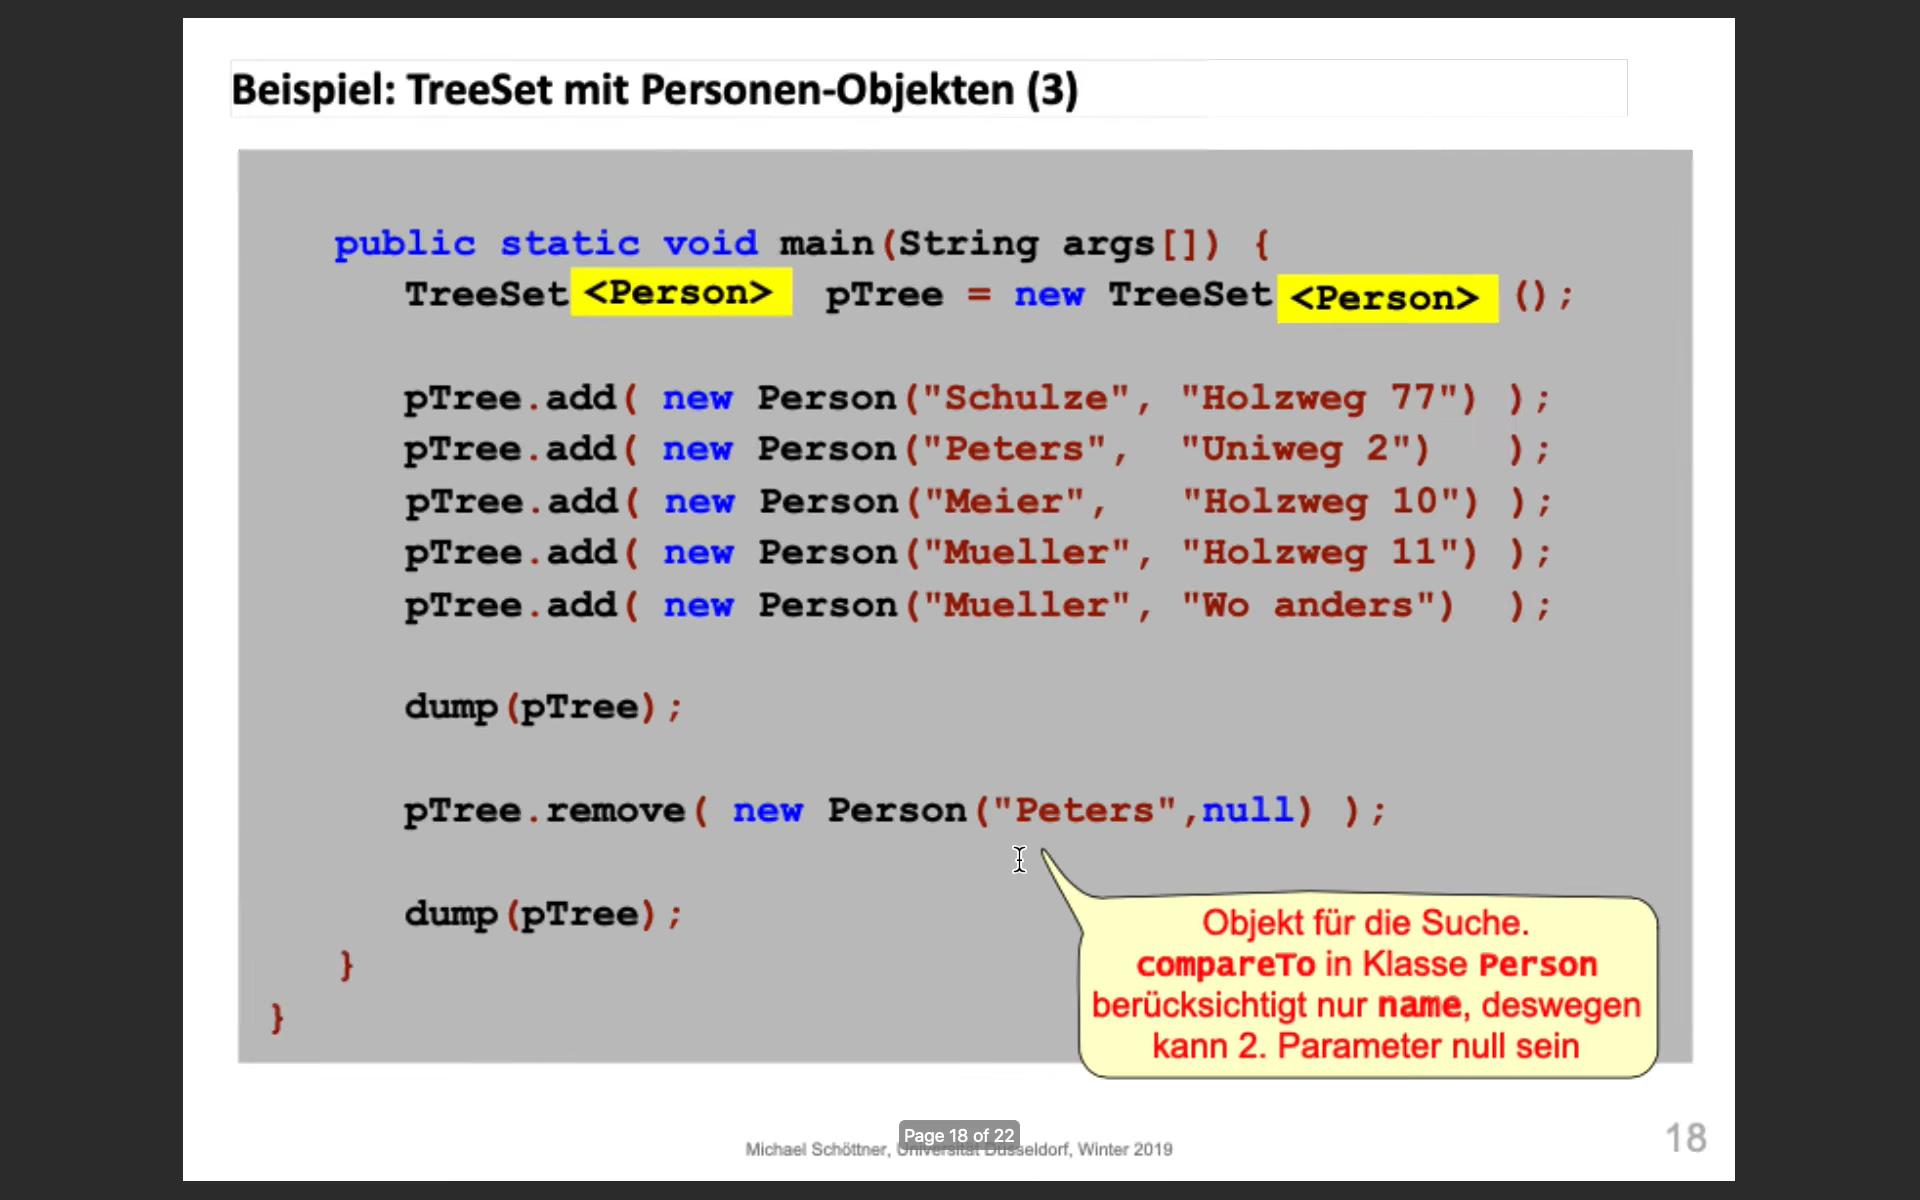 Beispiel: TreeSet mit Personen-Objekten (3)
public static void main(String args[]) {
TreeSet<Person> pTree = new TreeSet<Person> ();
pTree.add( new Person("Schulze", "Holzweg 77") );
pTree.add( new Person("Peters", "Uniweg 2") );
pTree.add( new Person("Meier", "Holzweg 10") );
pTree.add( new Person("Mueller", "Holzweg 11") );
pTree.add( new Person("Mueller", "Wo anders") );
dump(pTree);
pTree.remove( new Person("Peters",null) );
dump(pTree);
}
}
Objekt für die Suche.
compareTo in Klasse Person
berücksichtigt nur name, deswegen
kann 2. Parameter null sein
Page 18 of 22
Michael Schöttner, Universität Düsseldorf, Winter 2019
18